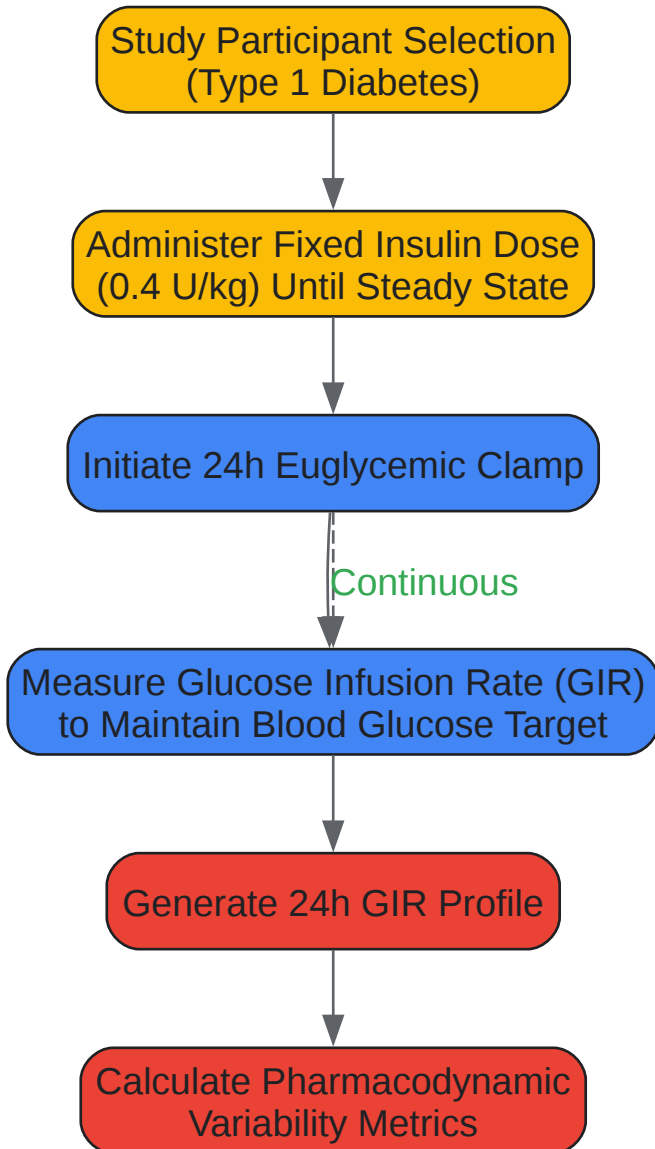 Study Participant Selection
(Type 1 Diabetes)
Administer Fixed Insulin Dose
(0.4 U/kg) Until Steady State
Initiate 24h Euglycemic Clamp
Continuous
Measure Glucose Infusion Rate (GIR)
to Maintain Blood Glucose Target
Generate 24h GIR Profile
Calculate Pharmacodynamic
Variability Metrics